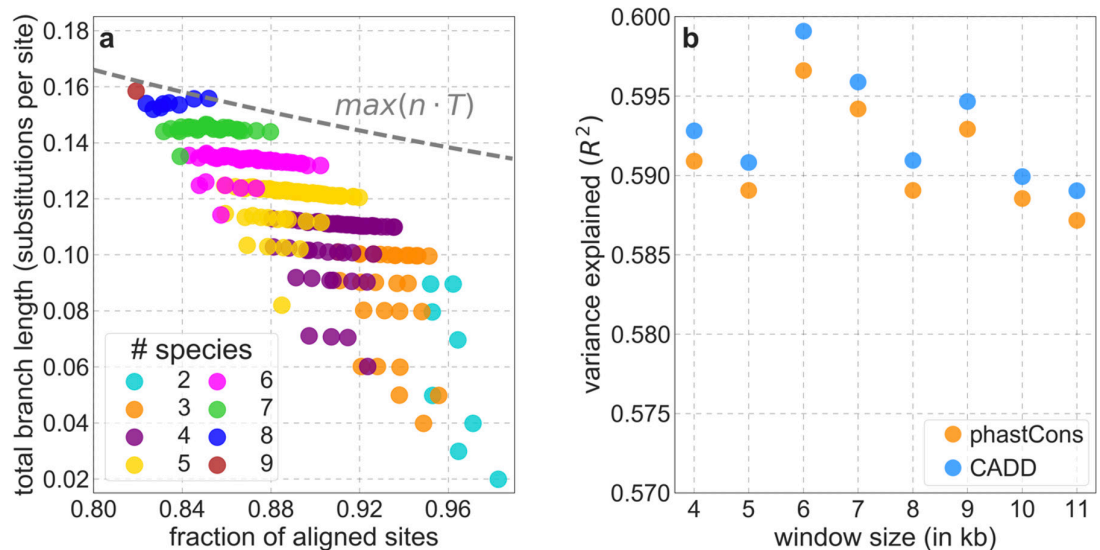 a
total branch length (substitutions per site)
0.18
0.16
0.14
0.12
0.10
0.08
0.06
0.04
0.02
max(n · T)
# species
2 6
3 7
4 8
5 9
0.80 0.84 0.88 0.92 0.96
fraction of aligned sites
b
variance explained (R²)
0.600
0.595
0.590
0.585
0.580
0.575
0.570
phastCons
CADD
4 5 6 7 8 9 10 11
window size (in kb)